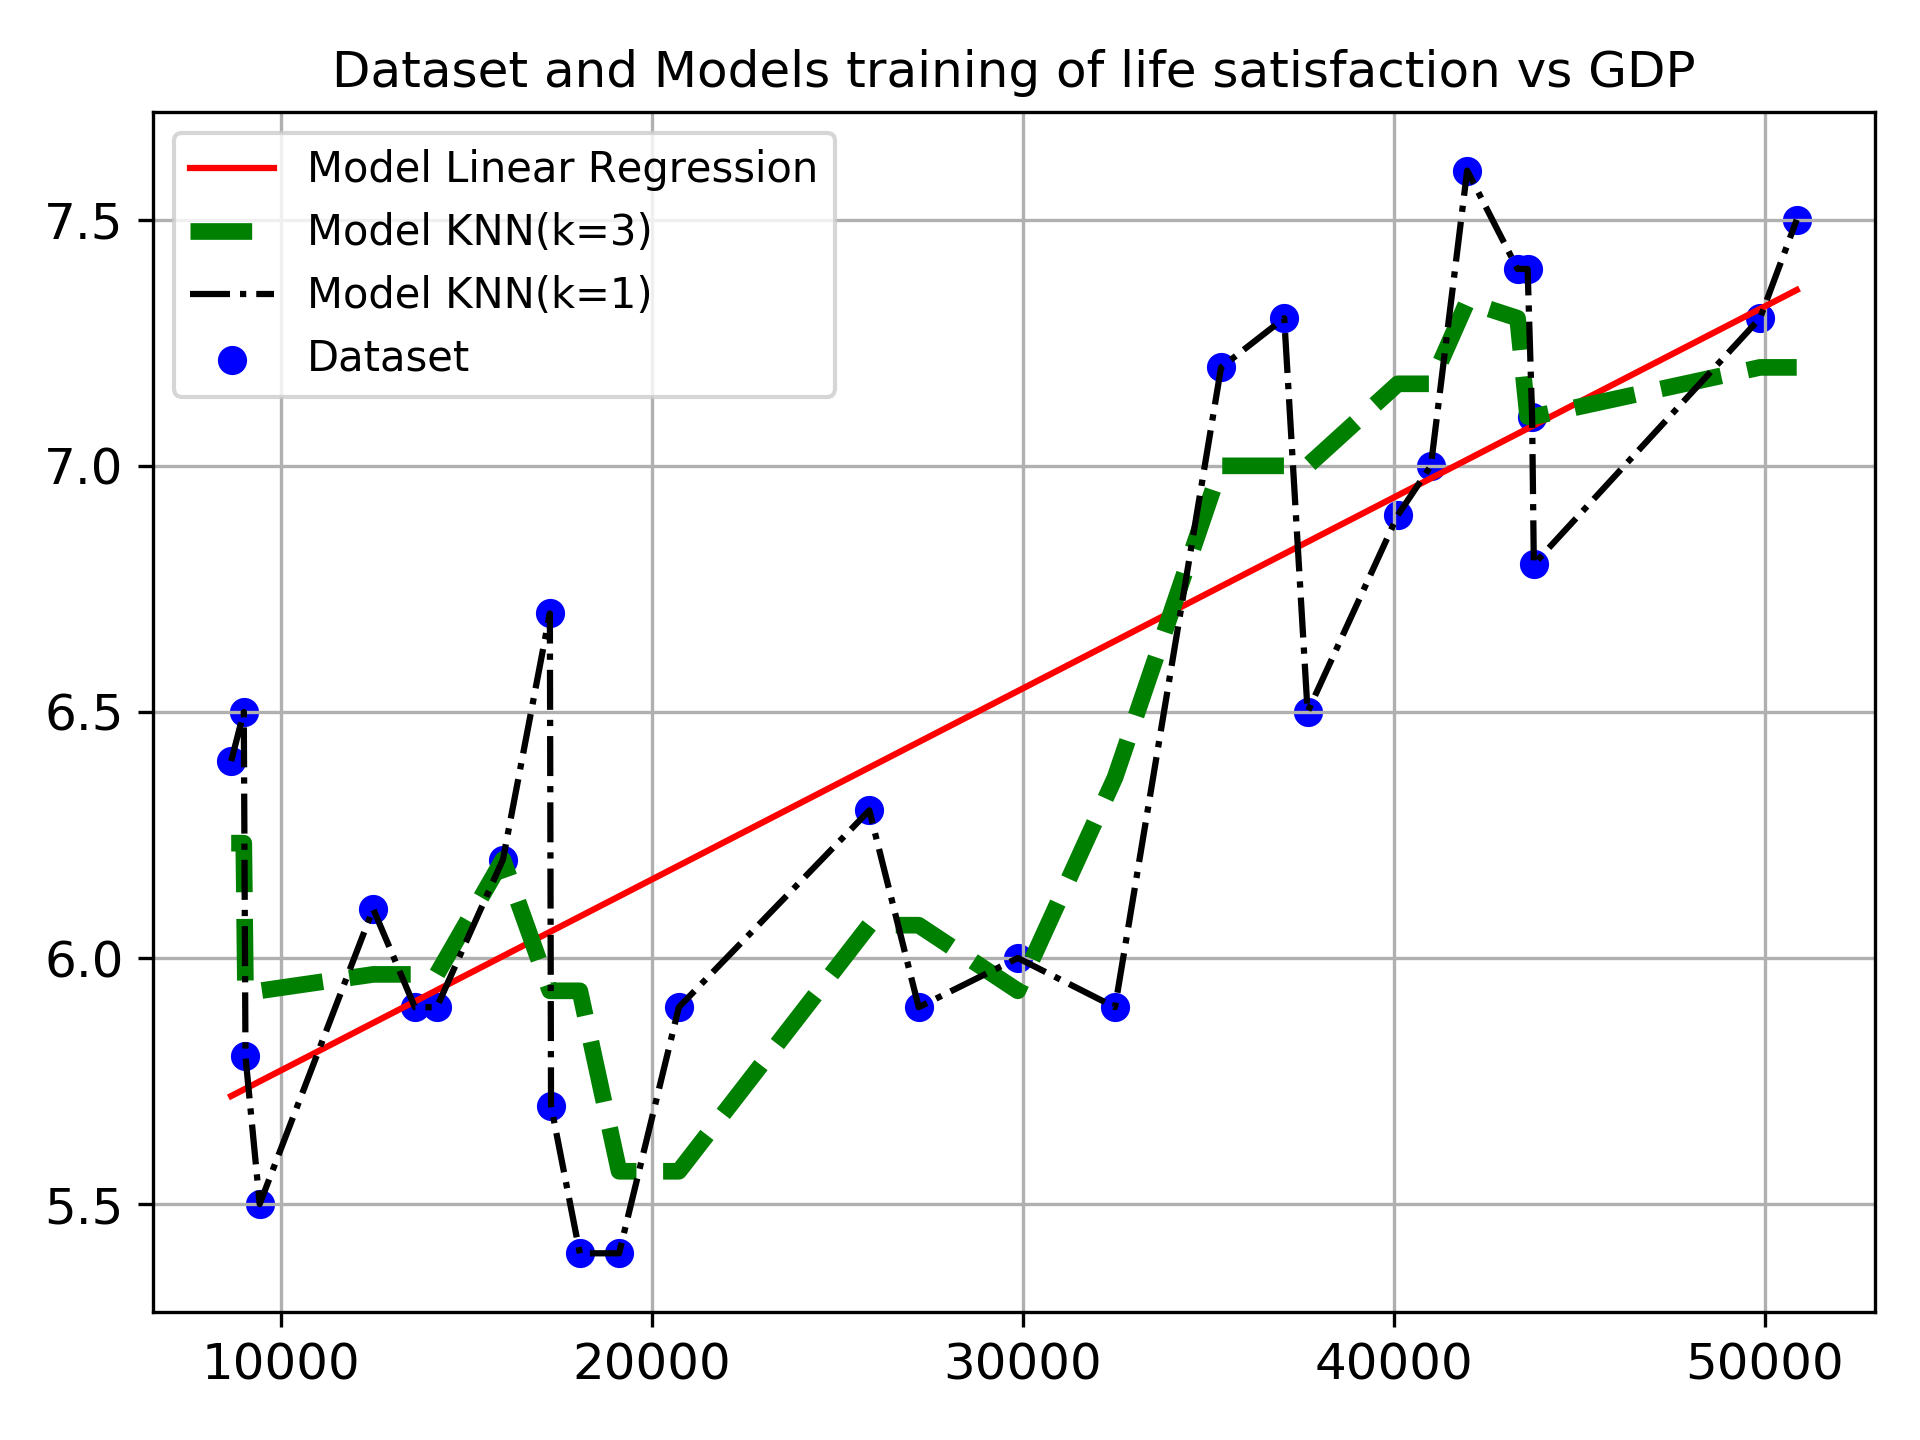 Dataset and Models training of life satisfaction vs GDP
Model Linear Regression
Model KNN(k=3)
Model KNN(k=1)
Dataset
7.5
7.0
6.5
6.0
5.5
10000 20000 30000 40000 50000